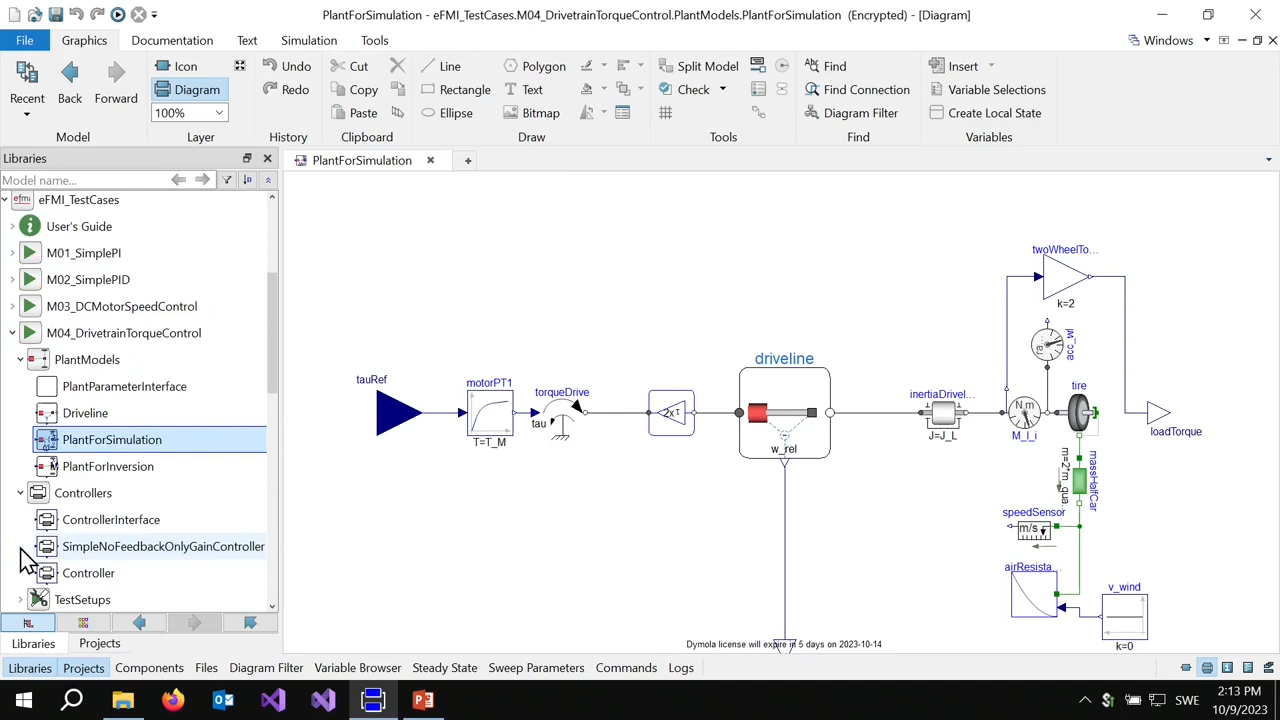 PlantForSimulation - eFMI_TestCases.M04_DrivetrainTorqueControl.PlantModels.PlantForSimulation (Encrypted) - [Diagram]
File Graphics Documentation Text Simulation Tools Windows
Recent Back Forward
Model
Icon
Diagram
100%
Layer
Undo
Redo
History
Cut
Copy
Paste
Clipboard
Line
Rectangle
Ellipse
Polygon
Text
Bitmap
Draw
Split Model
Check
Tools
Find
Find Connection
Diagram Filter
Find
Insert
Variable Selections
Create Local State
Variables
Libraries
Model name...
eFMI_TestCases
User's Guide
M01_SimplePI
M02_SimplePID
M03_DCMotorSpeedControl
M04_DrivetrainTorqueControl
PlantModels
PlantParameterInterface
Driveline
PlantForSimulation
PlantForInversion
Controllers
ControllerInterface
SimpleNoFeedbackOnlyGainController
Controller
TestSetups
Libraries Projects
PlantForSimulation
tauRef
motorPT1
T=T_M
torqueDrive
tau
2xτ
driveline
w_rel
inertiaDrivel...
J=J_L
twoWheelTo...
k=2
acc_wl
N m
M_l_i
tire
loadTorque
m=2*m_qua...
massHalfCar
speedSensor
m/s
airResista...
v_wind
k=0
Dymola license will expire in 5 days on 2023-10-14
Libraries Projects Components Files Diagram Filter Variable Browser Steady State Sweep Parameters Commands Logs
SWE
2:13 PM
10/9/2023